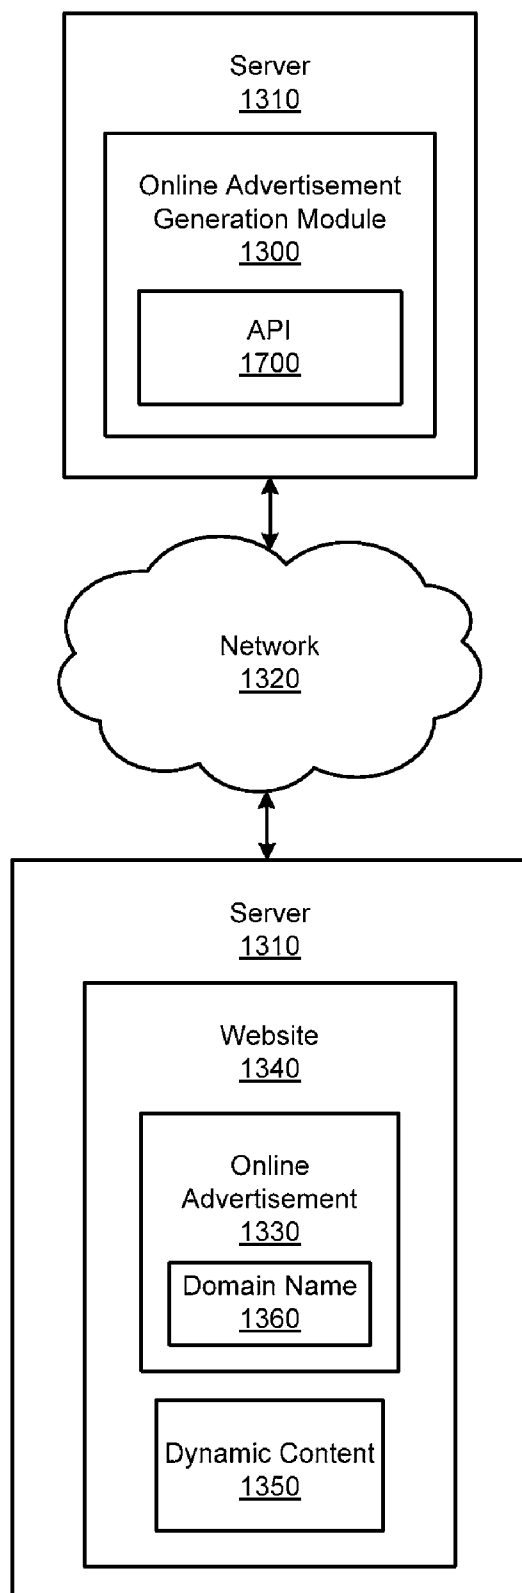 Server
1310
Online Advertisement
Generation Module
1300
API
1700
Network
1320
Server
1310
Website
1340
Online
Advertisement
1330
Domain Name
1360
Dynamic Content
1350